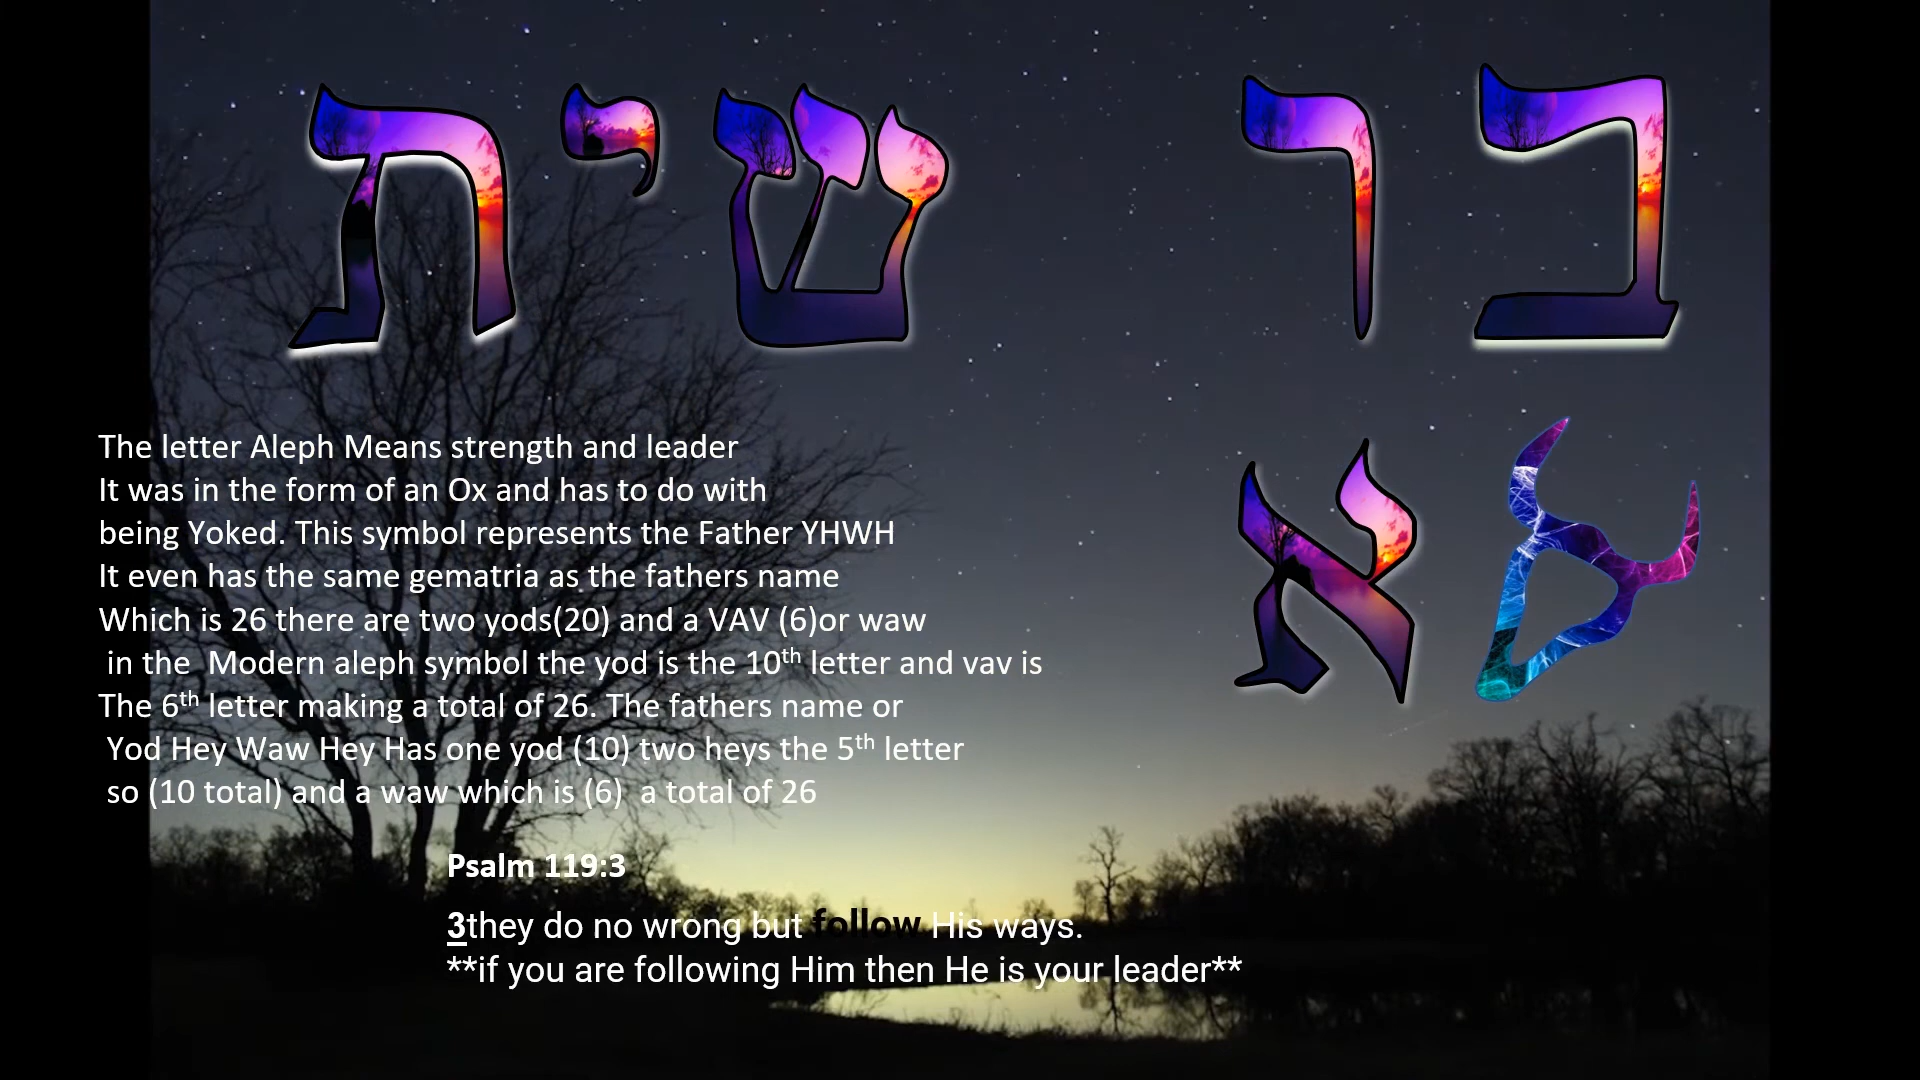 בר שית
א
The letter Aleph Means strength and leader
It was in the form of an Ox and has to do with
being Yoked. This symbol represents the Father YHWH
It even has the same gematria as the fathers name
Which is 26 there are two yods(20) and a VAV (6)or waw
in the Modern aleph symbol the yod is the 10th letter and vav is
The 6th letter making a total of 26. The fathers name or
Yod Hey Waw Hey Has one yod (10) two heys the 5th letter
so (10 total) and a waw which is (6) a total of 26
Psalm 119:3
3they do no wrong but follow His ways.
**if you are following Him then He is your leader**